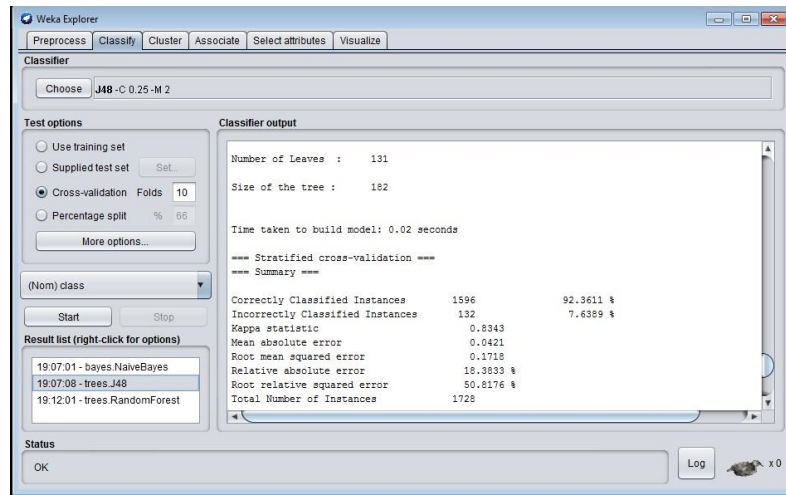 Weka Explorer
Preprocess Classify Cluster Associate Select attributes Visualize
Classifier
Choose J48 -C 0.25 -M 2
Test options
Use training set
Supplied test set Set...
Cross-validation Folds 10
Percentage split % 66
More options...
(Nom) class
Start Stop
Result list (right-click for options)
19:07:01 - bayes.NaiveBayes
19:07:08 - trees.J48
19:12:01 - trees.RandomForest
Classifier output
Number of Leaves : 131
Size of the tree : 182
Time taken to build model: 0.02 seconds
=== Stratified cross-validation ===
=== Summary ===
Correctly Classified Instances 1596 92.3611 %
Incorrectly Classified Instances 132 7.6389 %
Kappa statistic 0.8343
Mean absolute error 0.0421
Root mean squared error 0.1718
Relative absolute error 18.3833 %
Root relative squared error 50.8176 %
Total Number of Instances 1728
Status
OK
Log
x 0